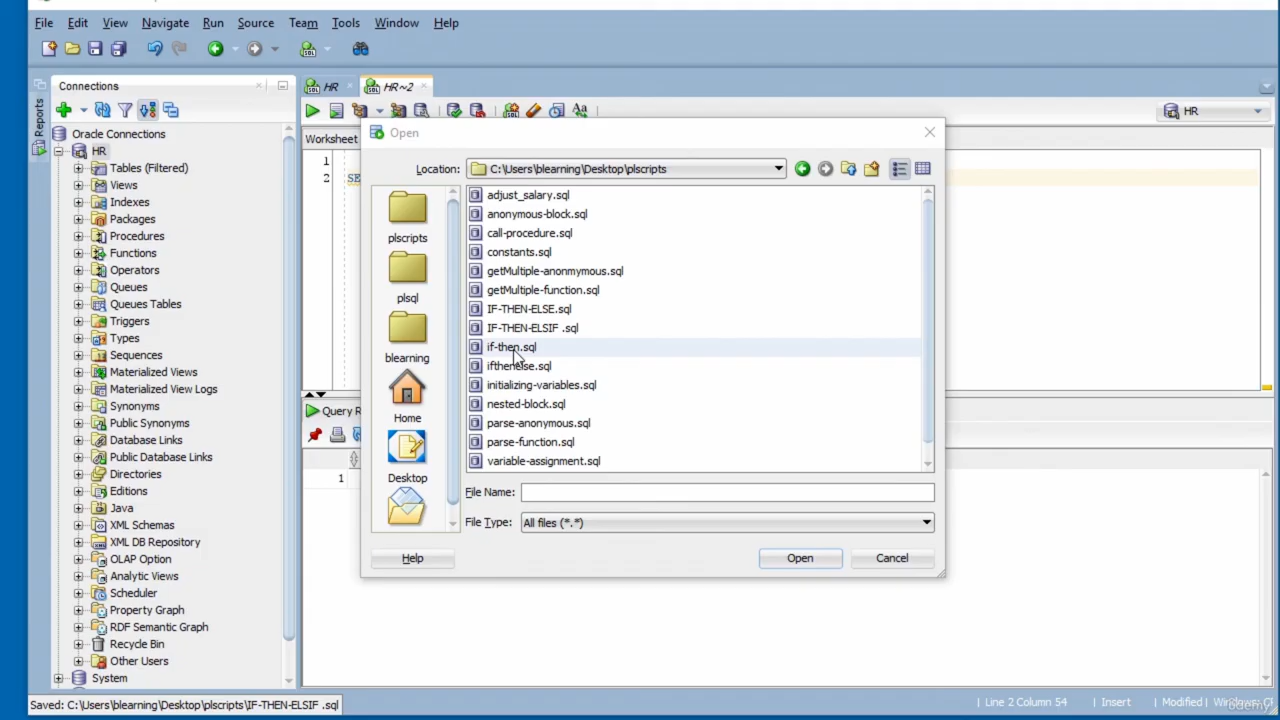 File Edit View Navigate Run Source Team Tools Window Help
Connections
HR
HR~2
Reports
Worksheet
HR
1
2 SE
Oracle Connections
HR
Tables (Filtered)
Views
Indexes
Packages
Procedures
Functions
Operators
Queues
Queues Tables
Triggers
Types
Sequences
Materialized Views
Materialized View Logs
Synonyms
Public Synonyms
Database Links
Public Database Links
Directories
Editions
Java
XML Schemas
XML DB Repository
OLAP Option
Analytic Views
Scheduler
Property Graph
RDF Semantic Graph
Recycle Bin
Other Users
System
Open
Location: C:\Users\blearning\Desktop\plscripts
plscripts
plsql
blearning
Home
Desktop
adjust_salary.sql
anonymous-block.sql
call-procedure.sql
constants.sql
getMultiple-anonmymous.sql
getMultiple-function.sql
IF-THEN-ELSE.sql
IF-THEN-ELSIF .sql
if-then.sql
ifthenelse.sql
initializing-variables.sql
nested-block.sql
parse-anonymous.sql
parse-function.sql
variable-assignment.sql
File Name:
File Type: All files (*.*)
Help Open Cancel
Query R
1
Saved: C:\Users\blearning\Desktop\plscripts\IF-THEN-ELSIF .sql
Line 2 Column 54 | Insert | Modified | Windows: C
udemy